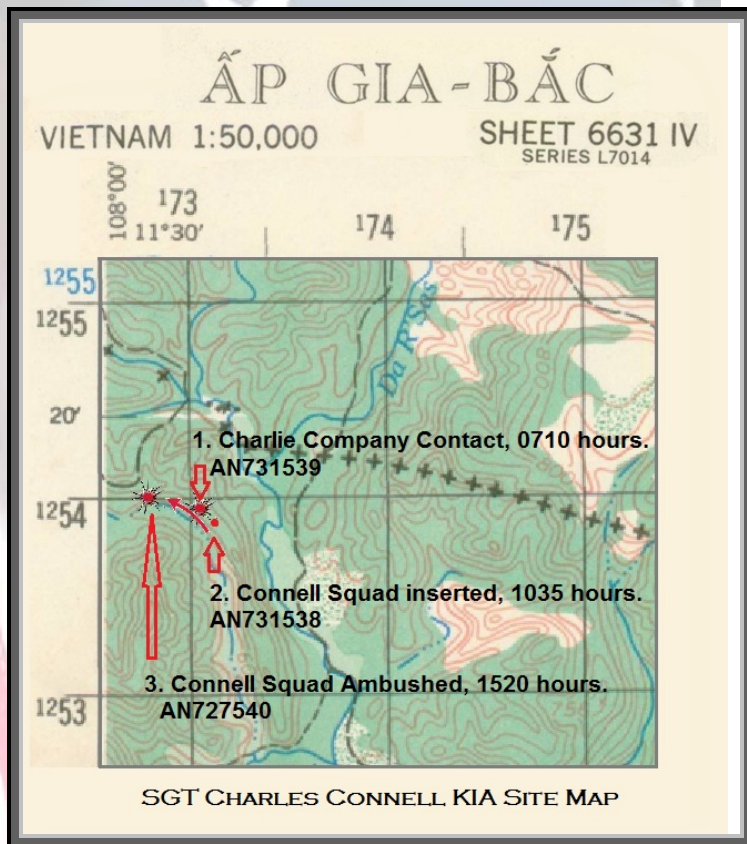 ẤP GIA-BẮC
VIETNAM 1:50,000
SHEET 6631 IV
SERIES L7014
108°00'
11°30'
173
174
175
1255
1255
Da R'Sas
20'
1. Charlie Company Contact, 0710 hours.
AN731539
1254
2. Connell Squad inserted, 1035 hours.
AN731538
3. Connell Squad Ambushed, 1520 hours.
AN727540
1253
SGT CHARLES CONNELL KIA SITE MAP